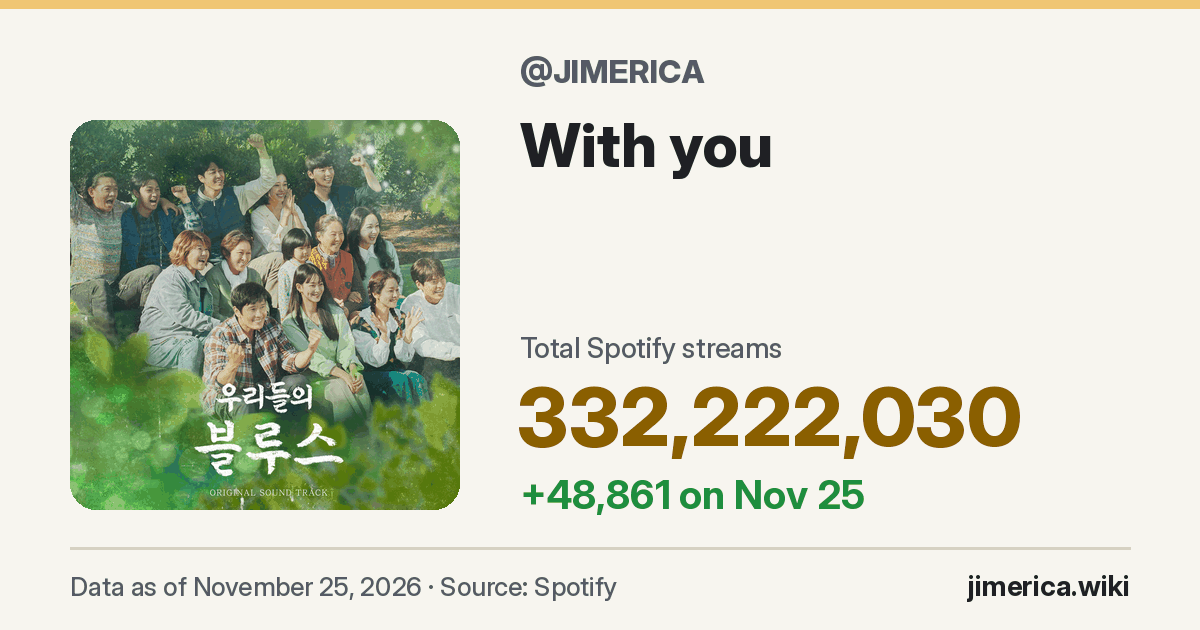 @JIMERICA
With you
우리들의
블루스
ORIGINAL SOUND TRACK
Total Spotify streams
332,222,030
+48,861 on Nov 25
Data as of November 25, 2026 · Source: Spotify
jimerica.wiki